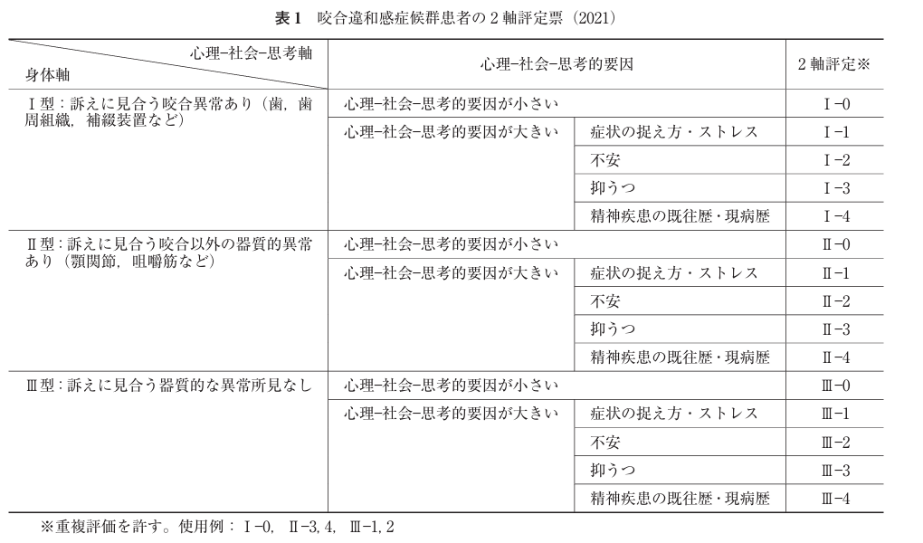 表1 咬合違和感症候群患者の2軸評定票（2021）
心理−社会−思考軸
身体軸
心理−社会−思考的要因
2軸評定※
Ⅰ型：訴えに見合う咬合異常あり（歯，歯
周組織，補綴装置など）
心理−社会−思考的要因が小さい
Ⅰ−0
心理−社会−思考的要因が大きい
症状の捉え方・ストレス
Ⅰ−1
不安
Ⅰ−2
抑うつ
Ⅰ−3
精神疾患の既往歴・現病歴
Ⅰ−4
Ⅱ型：訴えに見合う咬合以外の器質的異常
あり（顎関節，咀嚼筋など）
心理−社会−思考的要因が小さい
Ⅱ−0
心理−社会−思考的要因が大きい
症状の捉え方・ストレス
Ⅱ−1
不安
Ⅱ−2
抑うつ
Ⅱ−3
精神疾患の既往歴・現病歴
Ⅱ−4
Ⅲ型：訴えに見合う器質的な異常所見なし
心理−社会−思考的要因が小さい
Ⅲ−0
心理−社会−思考的要因が大きい
症状の捉え方・ストレス
Ⅲ−1
不安
Ⅲ−2
抑うつ
Ⅲ−3
精神疾患の既往歴・現病歴
Ⅲ−4
※重複評価を許す。使用例：Ⅰ−0，Ⅱ−3,4，Ⅲ−1,2